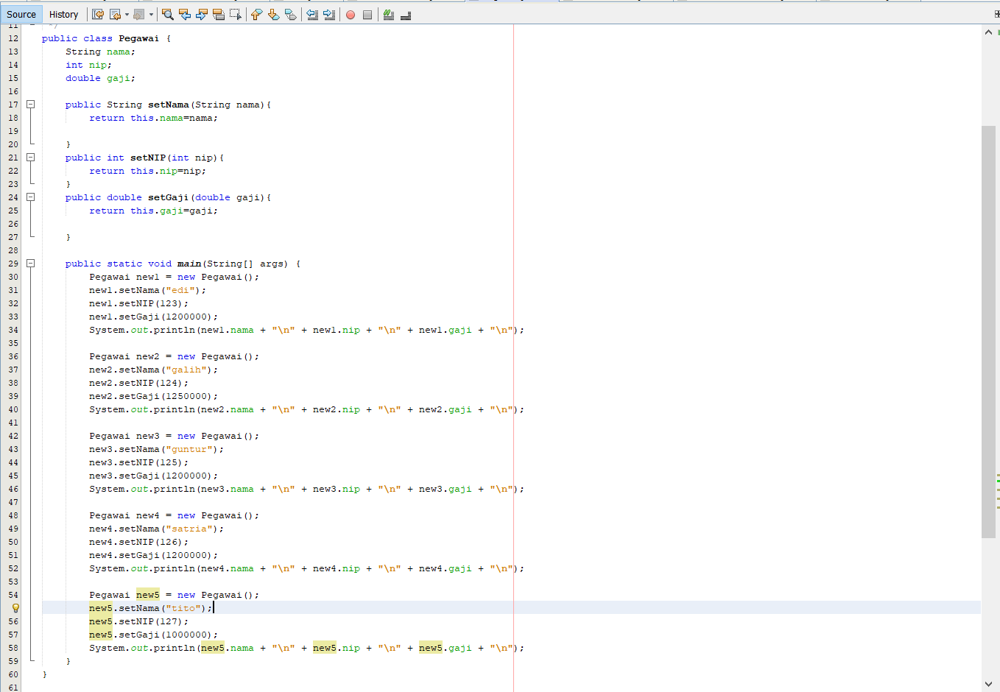 Source History
11 */
12 public class Pegawai {
13     String nama;
14     int nip;
15     double gaji;
16
17     public String setNama(String nama){
18         return this.nama=nama;
19
20     }
21     public int setNIP(int nip){
22         return this.nip=nip;
23     }
24     public double setGaji(double gaji){
25         return this.gaji=gaji;
26
27     }
28
29     public static void main(String[] args) {
30         Pegawai new1 = new Pegawai();
31         new1.setNama("edi");
32         new1.setNIP(123);
33         new1.setGaji(1200000);
34         System.out.println(new1.nama + "\n" + new1.nip + "\n" + new1.gaji + "\n");
35
36         Pegawai new2 = new Pegawai();
37         new2.setNama("galih");
38         new2.setNIP(124);
39         new2.setGaji(1250000);
40         System.out.println(new2.nama + "\n" + new2.nip + "\n" + new2.gaji + "\n");
41
42         Pegawai new3 = new Pegawai();
43         new3.setNama("guntur");
44         new3.setNIP(125);
45         new3.setGaji(1200000);
46         System.out.println(new3.nama + "\n" + new3.nip + "\n" + new3.gaji + "\n");
47
48         Pegawai new4 = new Pegawai();
49         new4.setNama("satria");
50         new4.setNIP(126);
51         new4.setGaji(1200000);
52         System.out.println(new4.nama + "\n" + new4.nip + "\n" + new4.gaji + "\n");
53
54         Pegawai new5 = new Pegawai();
        new5.setNama("tito");
56         new5.setNIP(127);
57         new5.setGaji(1000000);
58         System.out.println(new5.nama + "\n" + new5.nip + "\n" + new5.gaji + "\n");
59     }
60 }
61